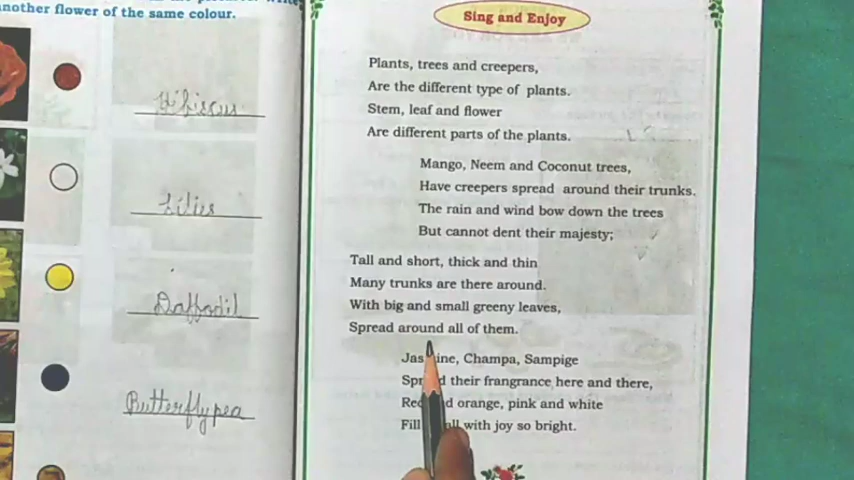 another flower of the same colour.
Hibiscus
Lilies
Daffodil
Butterflypea
Sing and Enjoy
Plants, trees and creepers,
Are the different type of plants.
Stem, leaf and flower
Are different parts of the plants.
Mango, Neem and Coconut trees,
Have creepers spread around their trunks.
The rain and wind bow down the trees
But cannot dent their majesty;
Tall and short, thick and thin
Many trunks are there around.
With big and small greeny leaves,
Spread around all of them.
Champa, Sampige
their frangrance here and there,
orange, pink and white
Fill with joy so bright.